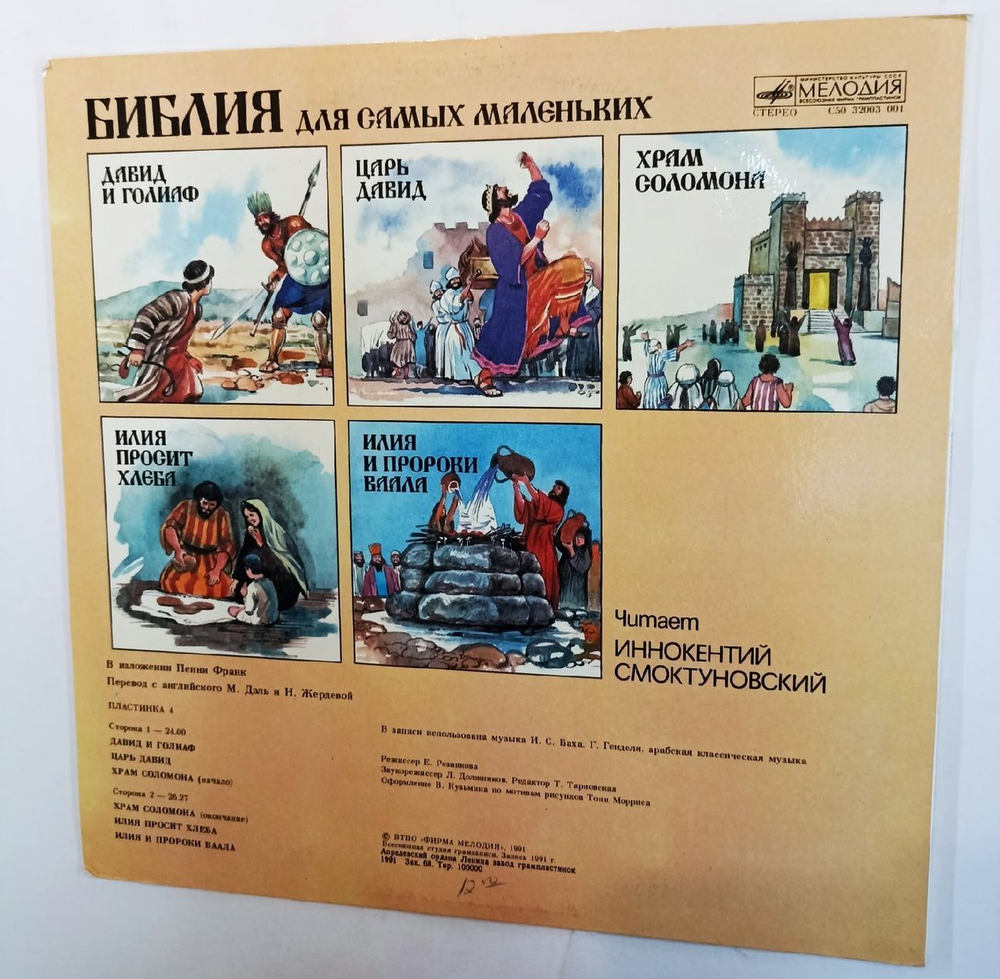 БИБЛИЯ ДЛЯ САМЫХ МАЛЕНЬКИХ
МИНИСТЕРСТВО КУЛЬТУРЫ СССР
МЕЛОДИЯ
ВСЕСОЮЗНАЯ ФИРМА ГРАМПЛАСТИНОК
СТЕРЕО С50 32003 001
ДАВИД
И ГОЛИАФ
ЦАРЬ
ДАВИД
ХРАМ
СОЛОМОНА
ИЛИЯ
ПРОСИТ
ХЛЕБА
ИЛИЯ
И ПРОРОКИ
ВААЛА
Читает
ИННОКЕНТИЙ
СМОКТУНОВСКИЙ
В изложении Пенни Франк
Перевод с английского М. Дэль и Н. Жердевой
ПЛАСТИНКА 4
Сторона 1 — 24.00
ДАВИД И ГОЛИАФ
ЦАРЬ ДАВИД
ХРАМ СОЛОМОНА (начало)
Сторона 2 — 26.27
ХРАМ СОЛОМОНА (окончание)
ИЛИЯ ПРОСИТ ХЛЕБА
ИЛИЯ И ПРОРОКИ ВААЛА
В записи использована музыка И. С. Баха, Г. Генделя, арабская классическая музыка
Режиссер Е. Резникова
Звукорежиссер Л. Должников. Редактор Т. Тарновская
Оформление В. Кузьмина по мотивам рисунков Тони Морриса
© ВТПО «ФИРМА МЕЛОДИЯ», 1991
Всесоюзная студия грамзаписи. Запись 1991 г.
Апрелевский ордена Ленина завод грампластинок
1991 Зак. 68. Тир. 100000